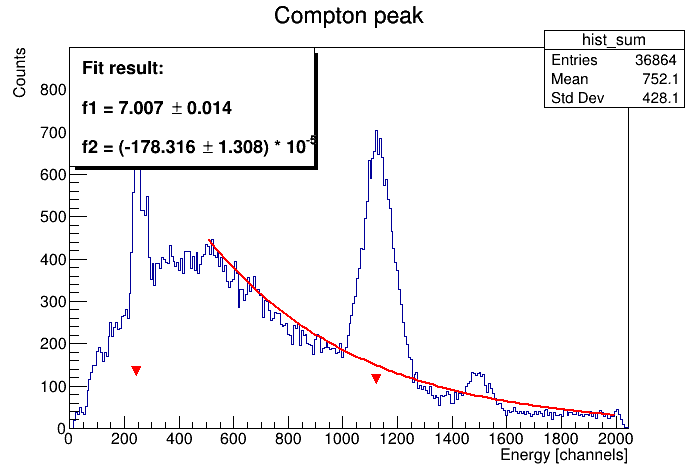 Compton peak
hist_sum
Entries 36864
Mean 752.1
Std Dev 428.1
Fit result:
f1 = 7.007 ± 0.014
f2 = (-178.316 ± 1.308) * 10-5
Counts
800
700
600
500
400
300
200
100
0
0 200 400 600 800 1000 1200 1400 1600 1800 2000
Energy [channels]